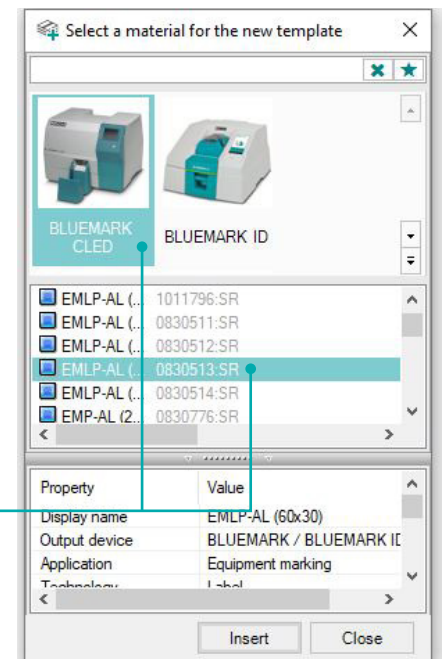 Select a material for the new template
BLUEMARK
CLED
BLUEMARK ID
EMLP-AL (... 1011796:SR
EMLP-AL (... 0830511:SR
EMLP-AL (... 0830512:SR
EMLP-AL (... 0830513:SR
EMLP-AL (... 0830514:SR
EMP-AL (2... 0830776:SR
Property Value
Display name EMLP-AL (60x30)
Output device BLUEMARK / BLUEMARK ID
Application Equipment marking
Technology Label
Insert Close